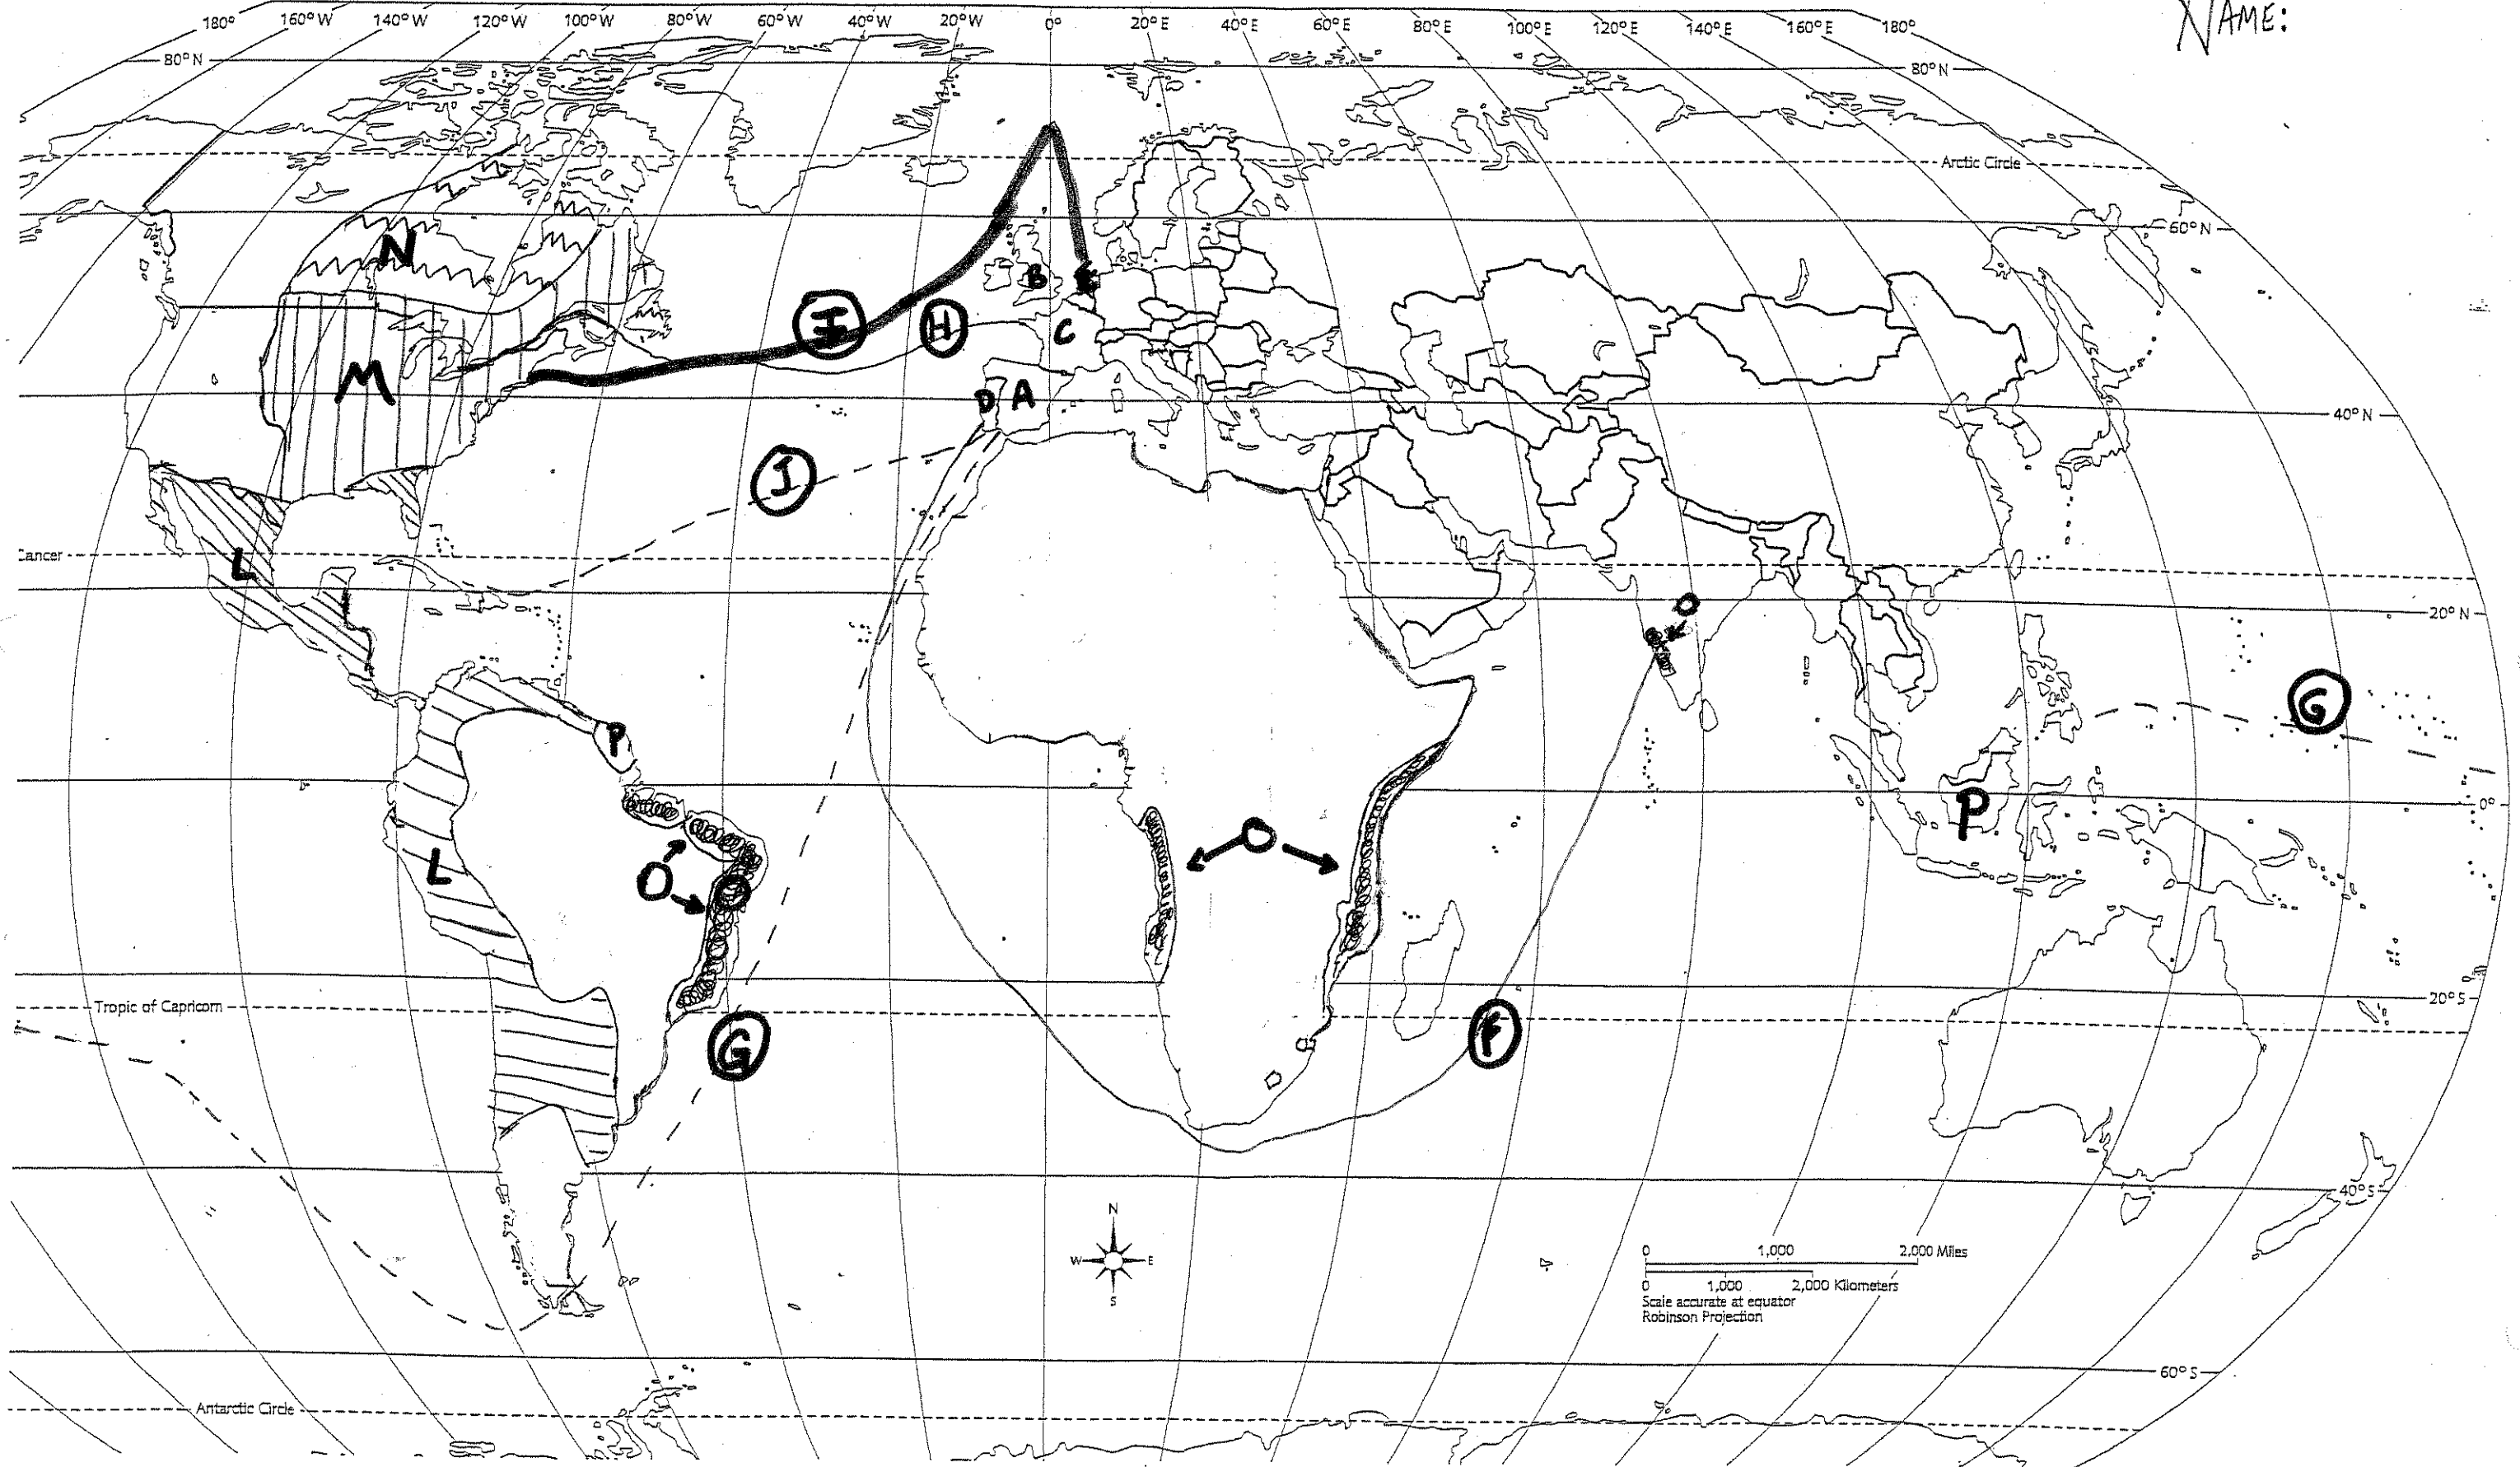 NAME:
180° 160°W 140°W 120°W 100°W 80°W 60°W 40°W 20°W 0° 20°E 40°E 60°E 80°E 100°E 120°E 140°E 160°E 180°
80°N 80°N
Arctic Circle
60°N
N
B
I H C
M
D A 40°N
J
Cancer
L
O 20°N
G
P
P 0°
O
L O O
Tropic of Capricorn 20°S
G F
40°S
N
W E
S
0 1,000 2,000 Miles
0 1,000 2,000 Kilometers
Scale accurate at equator
Robinson Projection
60°S
Antarctic Circle